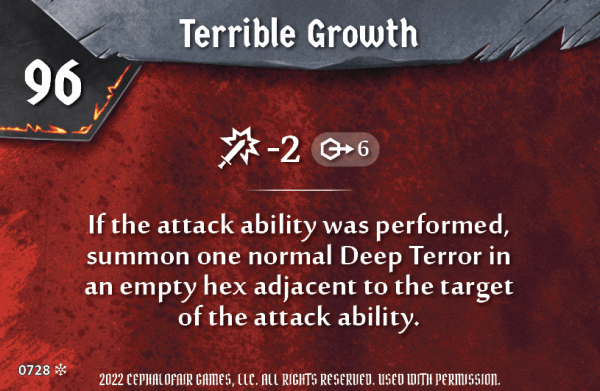 Terrible Growth
96
-2 6
If the attack ability was performed,
summon one normal Deep Terror in
an empty hex adjacent to the target
of the attack ability.
0728
2022 CEPHALOFAIR GAMES, LLC. ALL RIGHTS RESERVED. USED WITH PERMISSION.